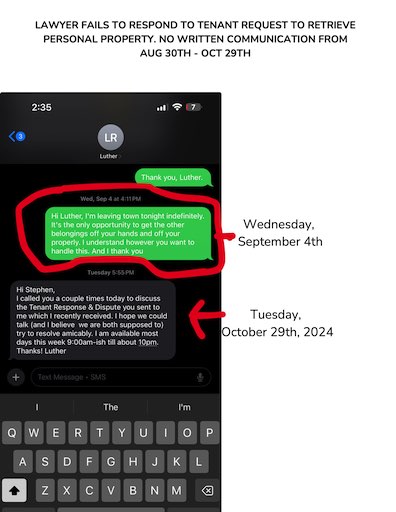 LAWYER FAILS TO RESPOND TO TENANT REQUEST TO RETRIEVE
PERSONAL PROPERTY. NO WRITTEN COMMUNICATION FROM
AUG 30TH - OCT 29TH
2:35
7
3
LR
Luther
Thank you, Luther.
Wed, Sep 4 at 4:11 PM
Hi Luther, I'm leaving town tonight indefinitely.
It's the only opportunity to get the other
belongings off your hands and off your
properly. I understand however you want to
handle this. And I thank you
Wednesday,
September 4th
Tuesday 5:55 PM
Hi Stephen,
I called you a couple times today to discuss
the Tenant Response & Dispute you sent to
me which I recently received. I hope we could
talk (and I believe we are both supposed to)
try to resolve amicably. I am available most
days this week 9:00am-ish till about 10pm.
Thanks! Luther
Tuesday,
October 29th, 2024
Text Message • SMS
I The I'm
Q W E R T Y U I O P
A S D F G H J K L
Z X C V B N M